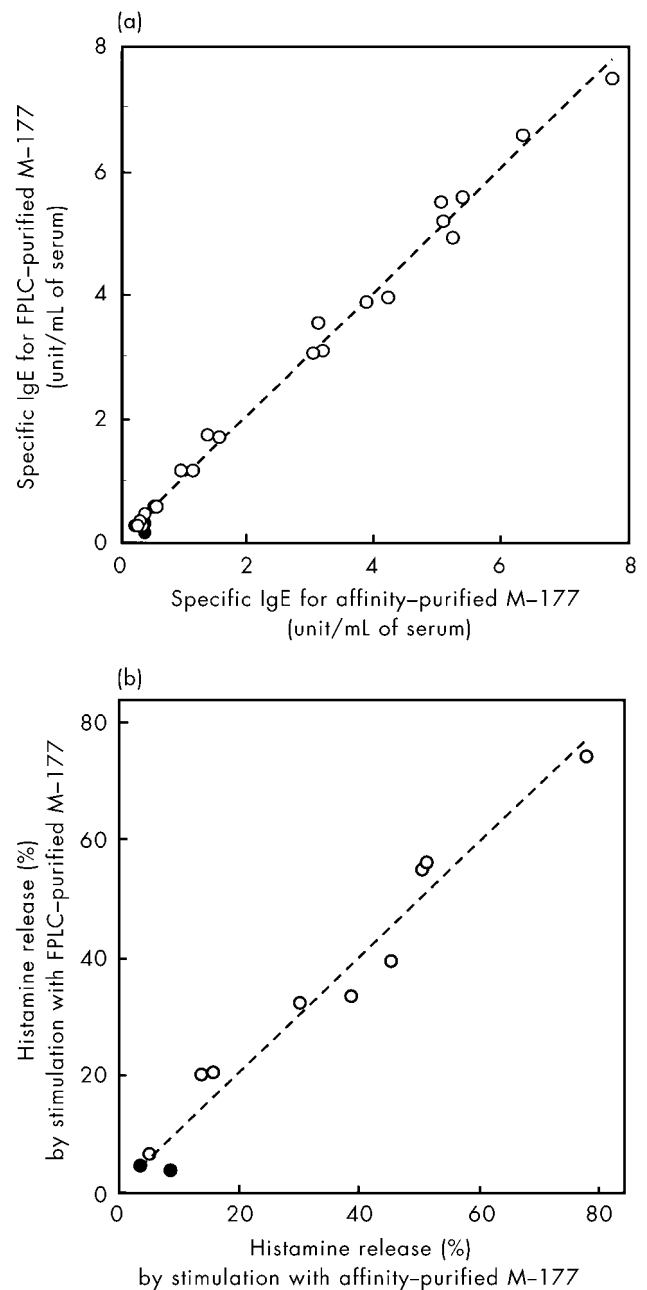 (a)
Specific IgE for FPLC–purified M–177
(unit/mL of serum)
8
6
4
2
0
0 2 4 6 8
Specific IgE for affinity–purified M–177
(unit/mL of serum)
(b)
Histamine release (%)
by stimulation with FPLC–purified M–177
80
60
40
20
0
0 20 40 60 80
Histamine release (%)
by stimulation with affinity–purified M–177